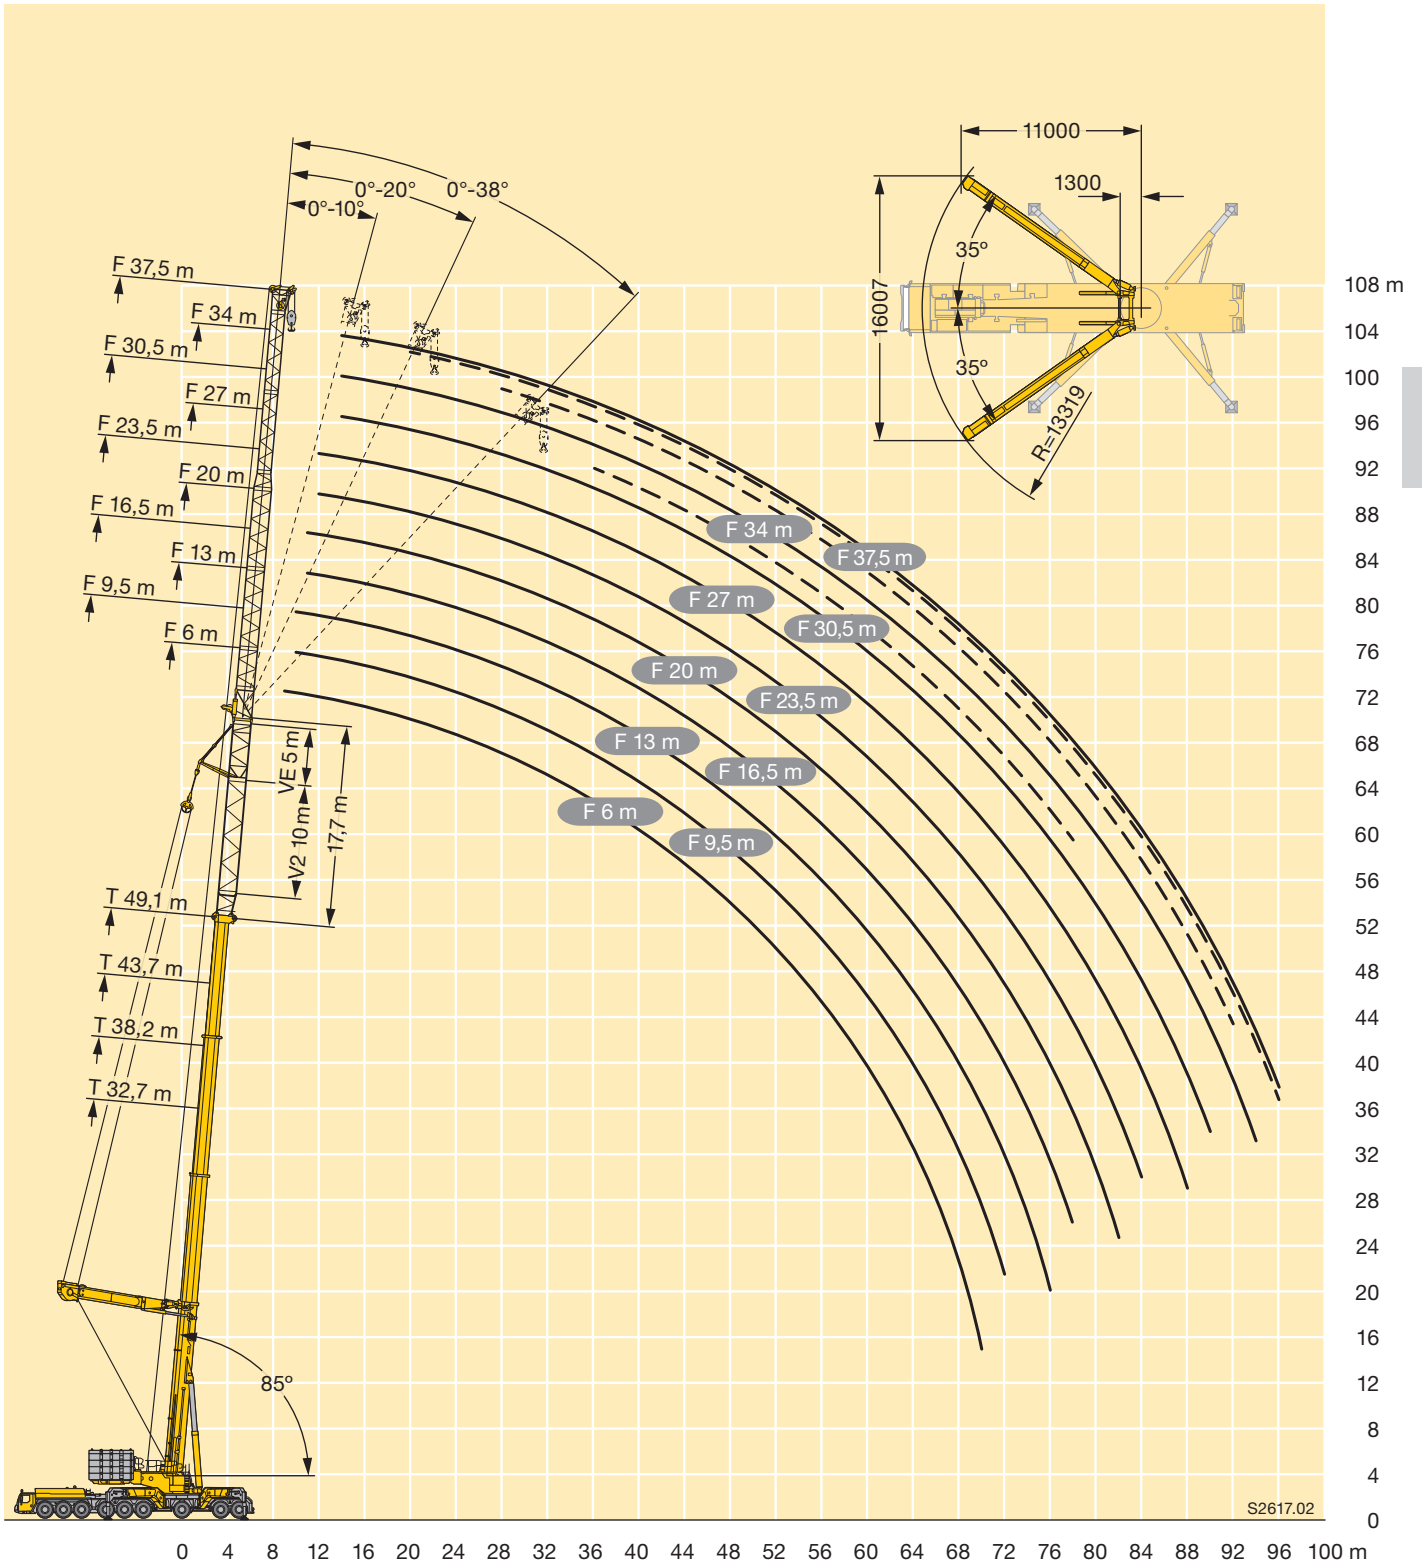 11000
1300
0°-20°
0°-38°
0°-10°
35°
16007
35°
R=13319
F 37,5 m
F 34 m
F 30,5 m
F 27 m
F 23,5 m
F 20 m
F 16,5 m
F 13 m
F 9,5 m
F 6 m
VE 5 m
V2 10 m
17,7 m
T 49,1 m
T 43,7 m
T 38,2 m
T 32,7 m
85°
F 34 m
F 37,5 m
F 27 m
F 30,5 m
F 20 m
F 23,5 m
F 13 m
F 16,5 m
F 6 m
F 9,5 m
108 m
104
100
96
92
88
84
80
76
72
68
64
60
56
52
48
44
40
36
32
28
24
20
16
12
8
4
0
S2617.02
0 4 8 12 16 20 24 28 32 36 40 44 48 52 56 60 64 68 72 76 80 84 88 92 96 100 m